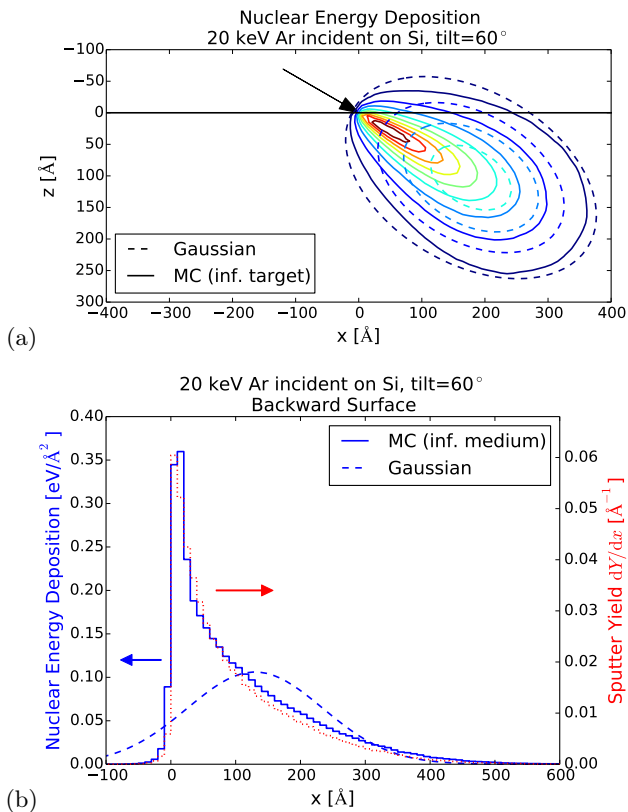 Nuclear Energy Deposition
20 keV Ar incident on Si, tilt=60°
−100
−50
0
50
100
150
200
250
300
z [Å]
Gaussian
MC (inf. target)
−400 −300 −200 −100 0 100 200 300 400
x [Å]
(a)
20 keV Ar incident on Si, tilt=60°
Backward Surface
0.40
0.35
0.30
0.25
0.20
0.15
0.10
0.05
0.00
Nuclear Energy Deposition [eV/Å²]
MC (inf. medium)
Gaussian
0.06
0.05
0.04
0.03
0.02
0.01
0.00
Sputter Yield dY/dx [Å⁻¹]
−100 0 100 200 300 400 500 600
x [Å]
(b)